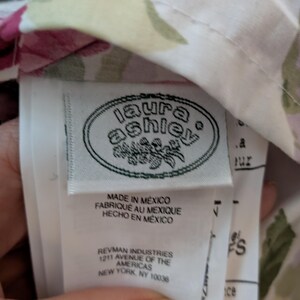 laura
ashley
MADE IN MÉXICO
FABRIQUÉ AU MEXIQUE
HECHO EN MÉXICO
REVMAN INDUSTRIES
1211 AVENUE OF THE
AMERICAS
NEW YORK, NY 10036